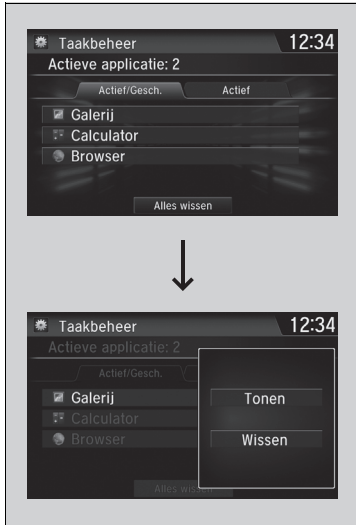 Taakbeheer 12:34
Actieve applicatie: 2
Actief/Gesch. Actief
Galerij
Calculator
Browser
Alles wissen
Taakbeheer 12:34
Actieve applicatie: 2
Actief/Gesch.
Galerij
Tonen
Calculator
Browser
Wissen
Alles wissen